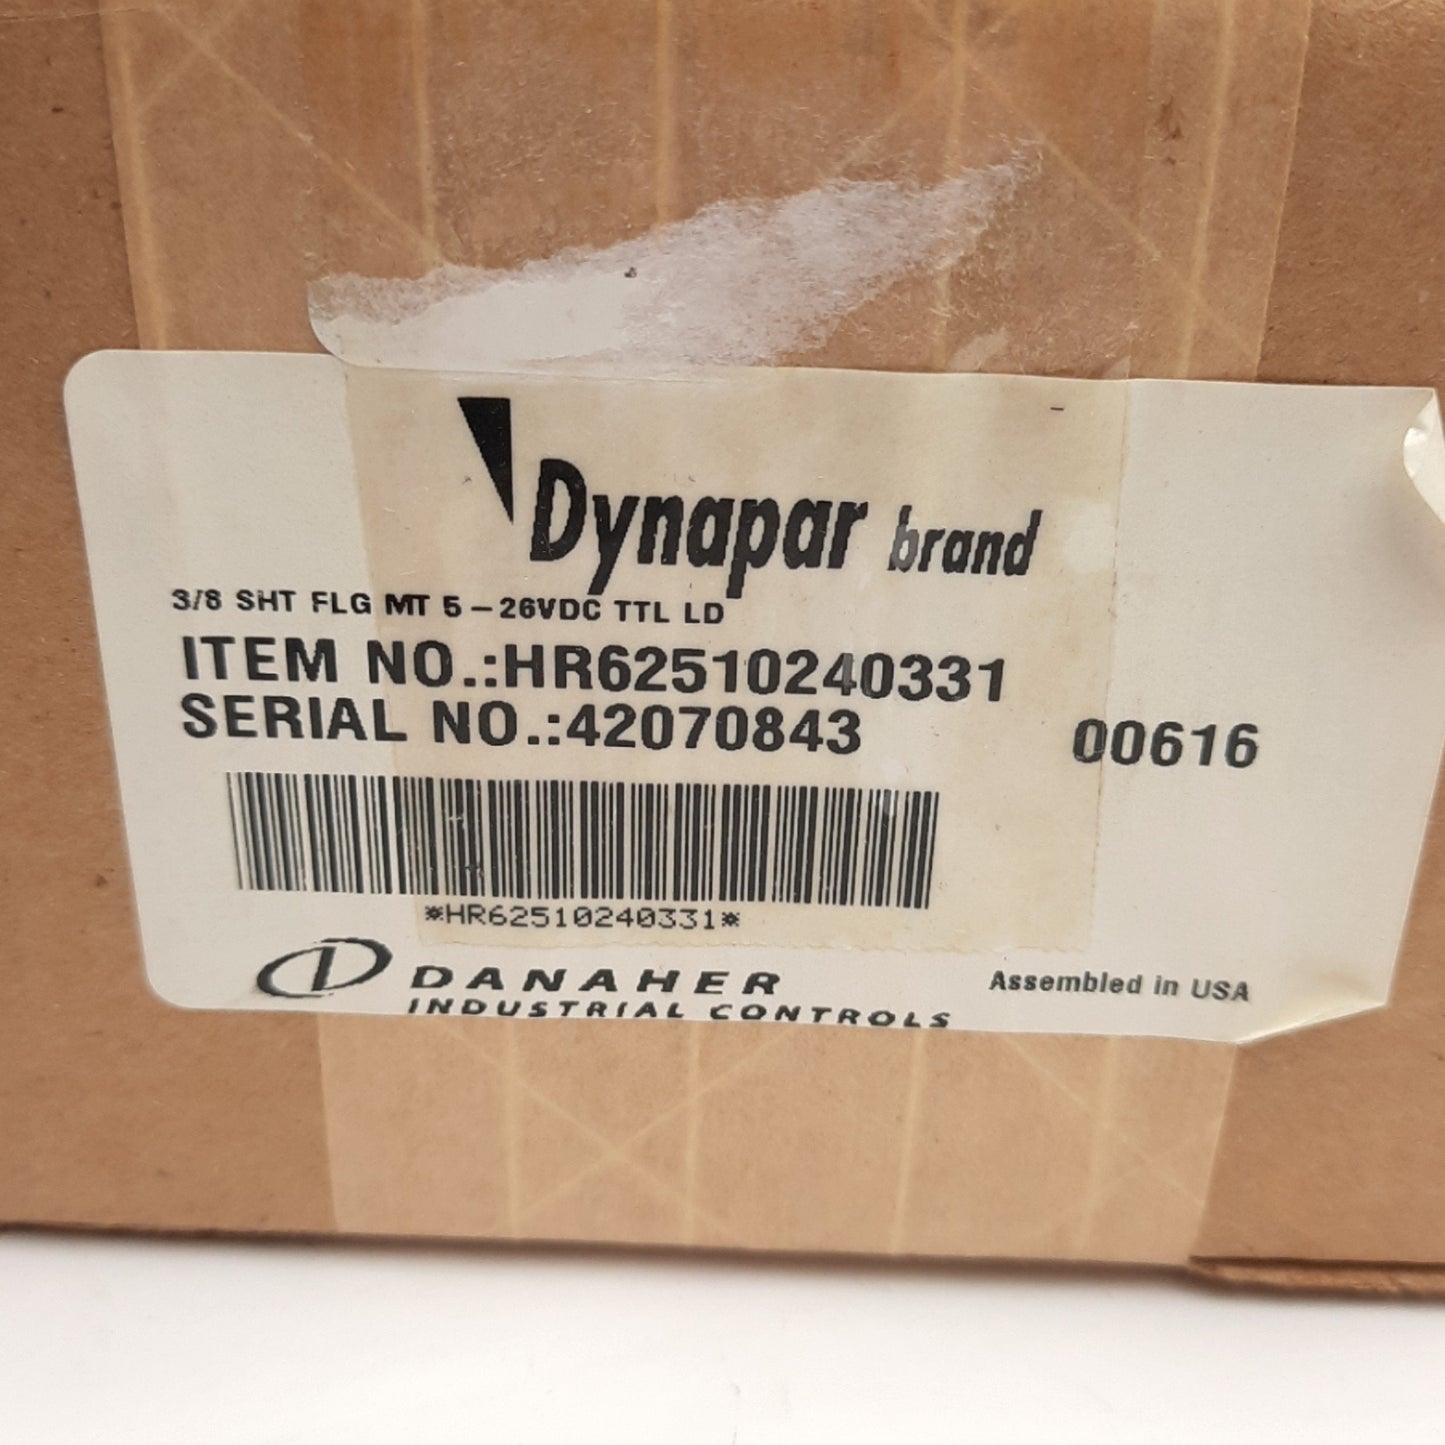 Dynapar brand
3/8 SHT FLG MT 5-26VDC TTL LD
ITEM NO.:HR62510240331
SERIAL NO.:42070843 00616
*HR62510240331*
DANAHER
INDUSTRIAL CONTROLS
Assembled in USA